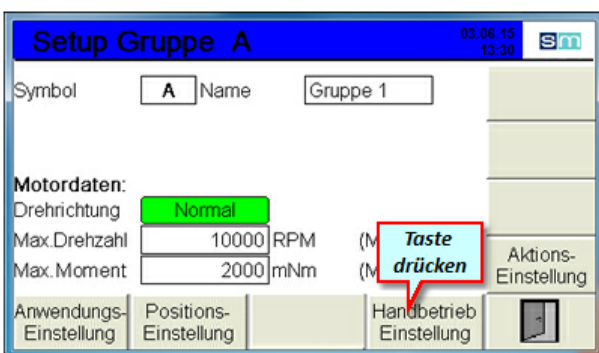 Setup Gruppe A
03.06.15
13:30
sm
Symbol A Name Gruppe 1
Motordaten:
Drehrichtung Normal
Max.Drehzahl 10000 RPM (M
Max.Moment 2000 mNm (M
Taste
drücken
Aktions-
Einstellung
Anwendungs-
Einstellung
Positions-
Einstellung
Handbetrieb
Einstellung